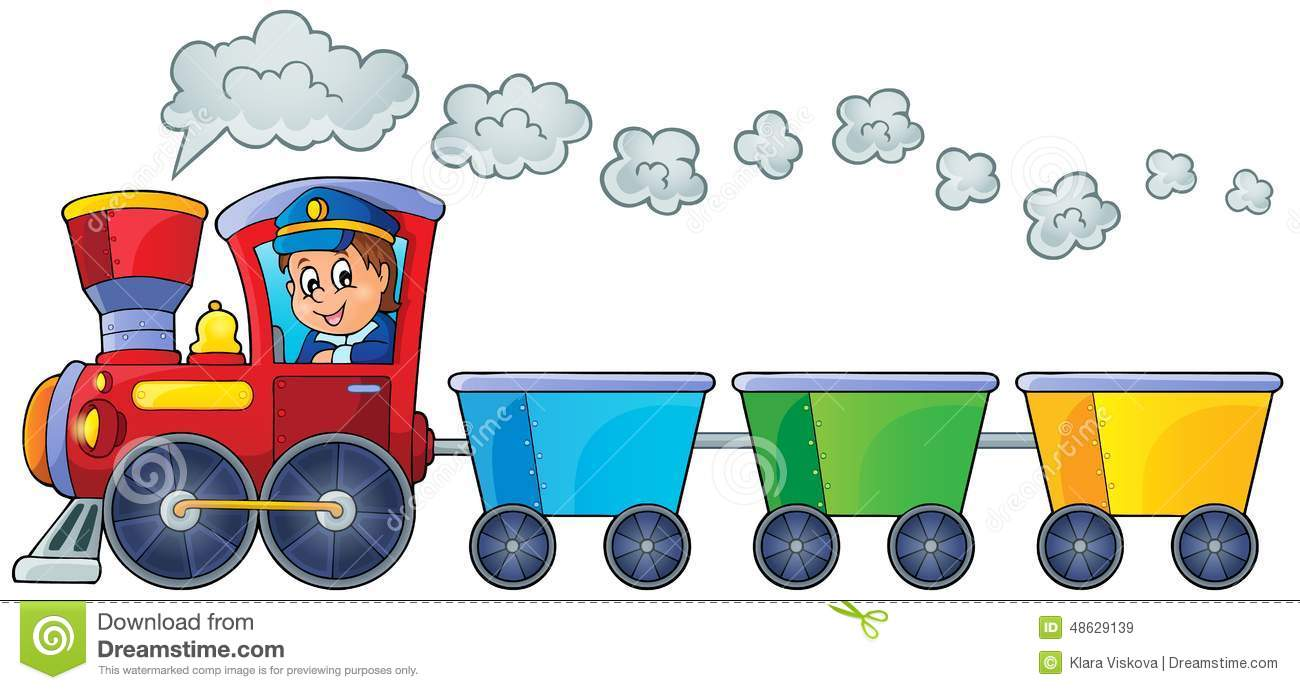 Download from
Dreamstime.com
This watermarked comp image is for previewing purposes only.
ID 48629139
© Klara Viskova | Dreamstime.com